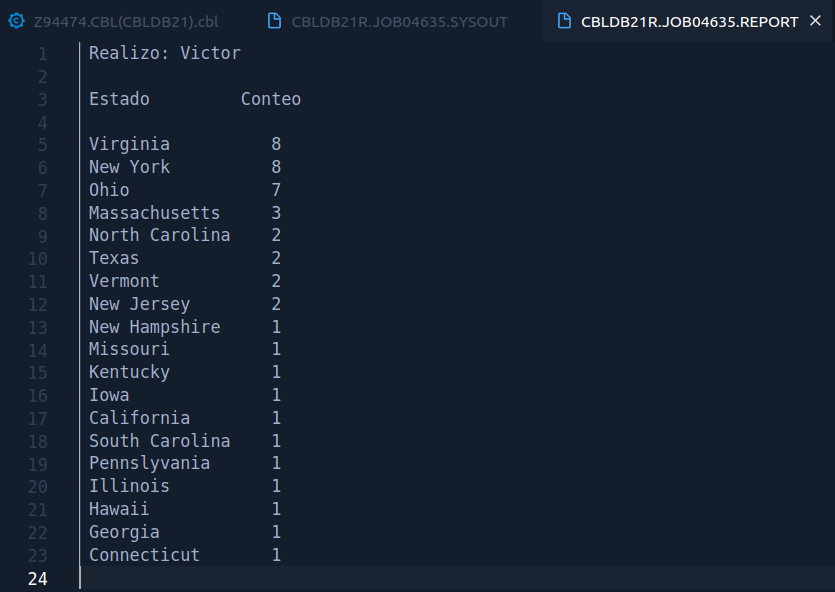 Z94474.CBL(CBLDB21).cbl CBLDB21R.JOB04635.SYSOUT CBLDB21R.JOB04635.REPORT
1 Realizo: Victor
2
3 Estado Conteo
4
5 Virginia 8
6 New York 8
7 Ohio 7
8 Massachusetts 3
9 North Carolina 2
10 Texas 2
11 Vermont 2
12 New Jersey 2
13 New Hampshire 1
14 Missouri 1
15 Kentucky 1
16 Iowa 1
17 California 1
18 South Carolina 1
19 Pennslyvania 1
20 Illinois 1
21 Hawaii 1
22 Georgia 1
23 Connecticut 1
24